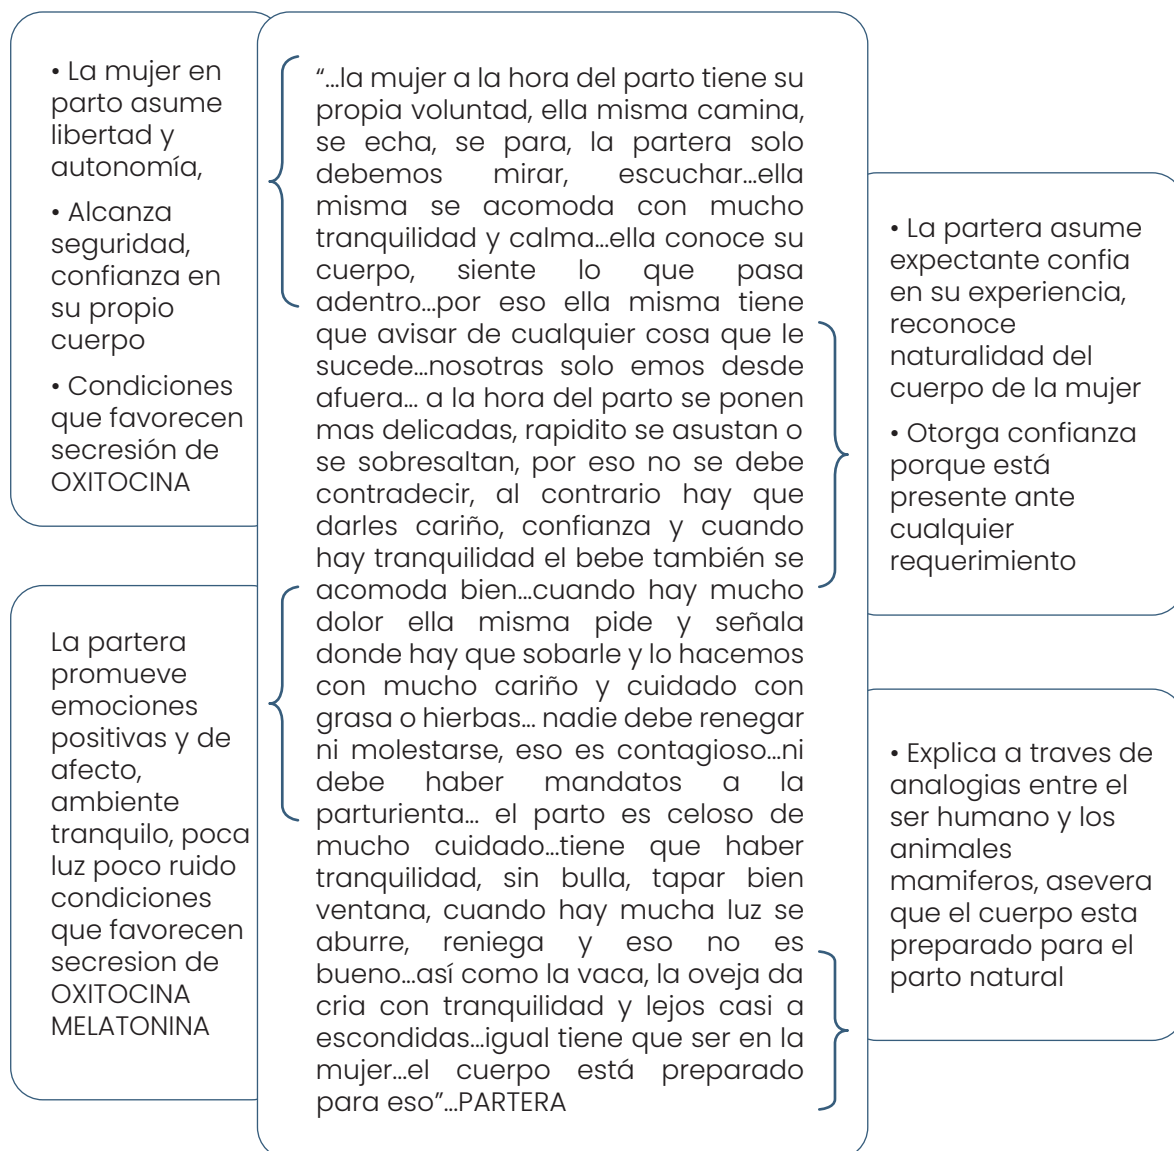 • La mujer en
parto asume
libertad y
autonomía,
• Alcanza
seguridad,
confianza en
su propio
cuerpo
• Condiciones
que favorecen
secresión de
OXITOCINA
La partera
promueve
emociones
positivas y de
afecto,
ambiente
tranquilo, poca
luz poco ruido
condiciones
que favorecen
secresion de
OXITOCINA
MELATONINA
“...la mujer a la hora del parto tiene su
propia voluntad, ella misma camina,
se echa, se para, la partera solo
debemos mirar, escuchar...ella
misma se acomoda con mucho
tranquilidad y calma...ella conoce su
cuerpo, siente lo que pasa
adentro...por eso ella misma tiene
que avisar de cualquier cosa que le
sucede...nosotras solo emos desde
afuera... a la hora del parto se ponen
mas delicadas, rapidito se asustan o
se sobresaltan, por eso no se debe
contradecir, al contrario hay que
darles cariño, confianza y cuando
hay tranquilidad el bebe también se
acomoda bien...cuando hay mucho
dolor ella misma pide y señala
donde hay que sobarle y lo hacemos
con mucho cariño y cuidado con
grasa o hierbas... nadie debe renegar
ni molestarse, eso es contagioso...ni
debe haber mandatos a la
parturienta... el parto es celoso de
mucho cuidado...tiene que haber
tranquilidad, sin bulla, tapar bien
ventana, cuando hay mucha luz se
aburre, reniega y eso no es
bueno...así como la vaca, la oveja da
cria con tranquilidad y lejos casi a
escondidas...igual tiene que ser en la
mujer...el cuerpo está preparado
para eso”...PARTERA
• La partera asume
expectante confia
en su experiencia,
reconoce
naturalidad del
cuerpo de la mujer
• Otorga confianza
porque está
presente ante
cualquier
requerimiento
• Explica a traves de
analogias entre el
ser humano y los
animales
mamiferos, asevera
que el cuerpo esta
preparado para el
parto natural